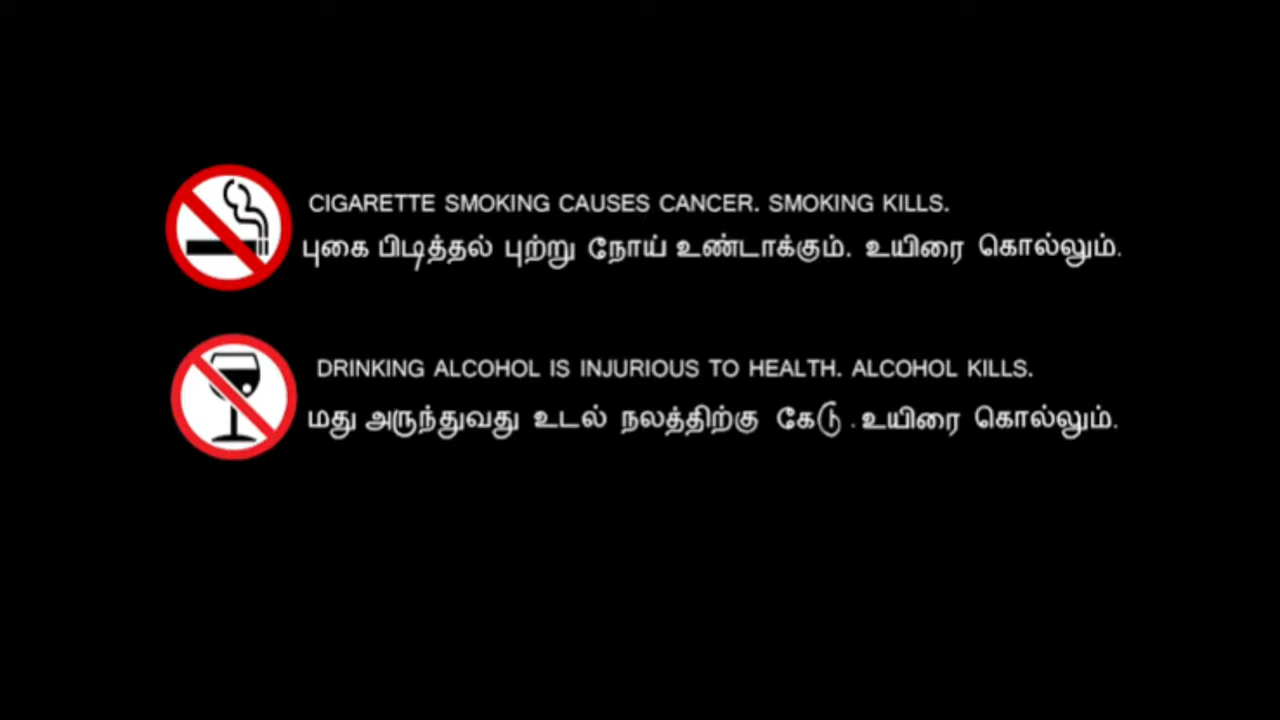 CIGARETTE SMOKING CAUSES CANCER. SMOKING KILLS.
புகை பிடித்தல் புற்று நோய் உண்டாக்கும். உயிரை கொல்லும்.
DRINKING ALCOHOL IS INJURIOUS TO HEALTH. ALCOHOL KILLS.
மது அருந்துவது உடல் நலத்திற்கு கேடு . உயிரை கொல்லும்.